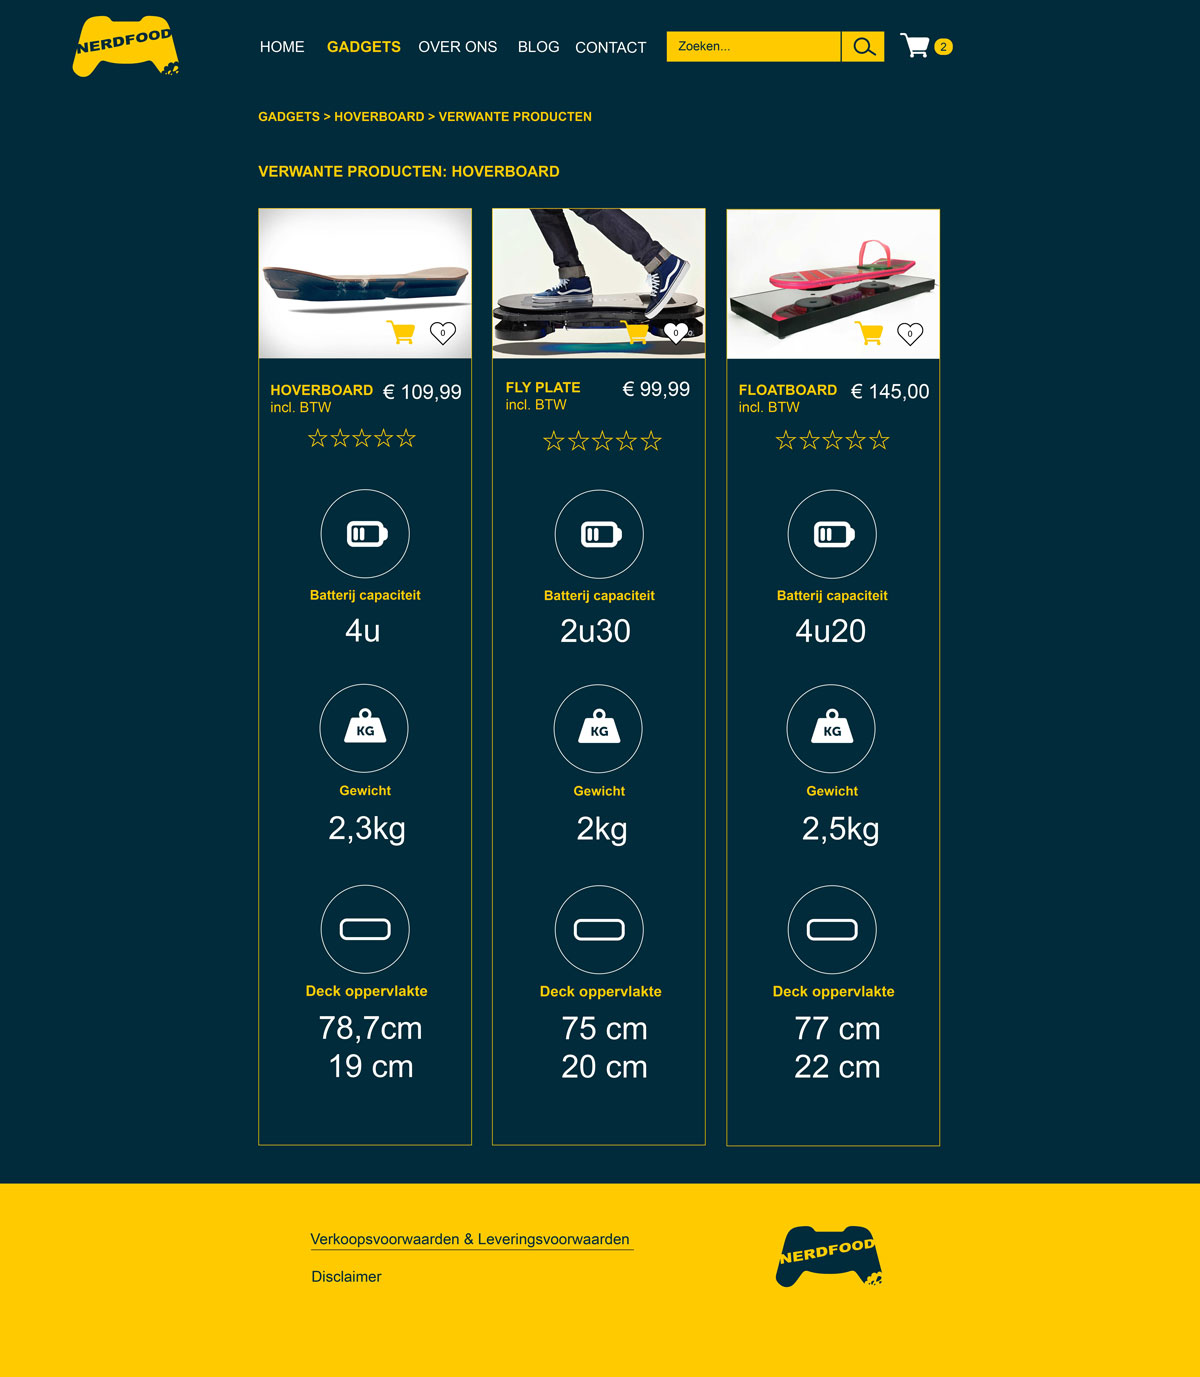 NERDFOOD
HOME GADGETS OVER ONS BLOG CONTACT Zoeken... 2
GADGETS > HOVERBOARD > VERWANTE PRODUCTEN
VERWANTE PRODUCTEN: HOVERBOARD
0 0 0
HOVERBOARD € 109,99
incl. BTW
FLY PLATE € 99,99
incl. BTW
FLOATBOARD € 145,00
incl. BTW
Batterij capaciteit Batterij capaciteit Batterij capaciteit
4u 2u30 4u20
KG KG KG
Gewicht Gewicht Gewicht
2,3kg 2kg 2,5kg
Deck oppervlakte Deck oppervlakte Deck oppervlakte
78,7cm 75 cm 77 cm
19 cm 20 cm 22 cm
Verkoopsvoorwaarden & Leveringsvoorwaarden
Disclaimer
NERDFOOD